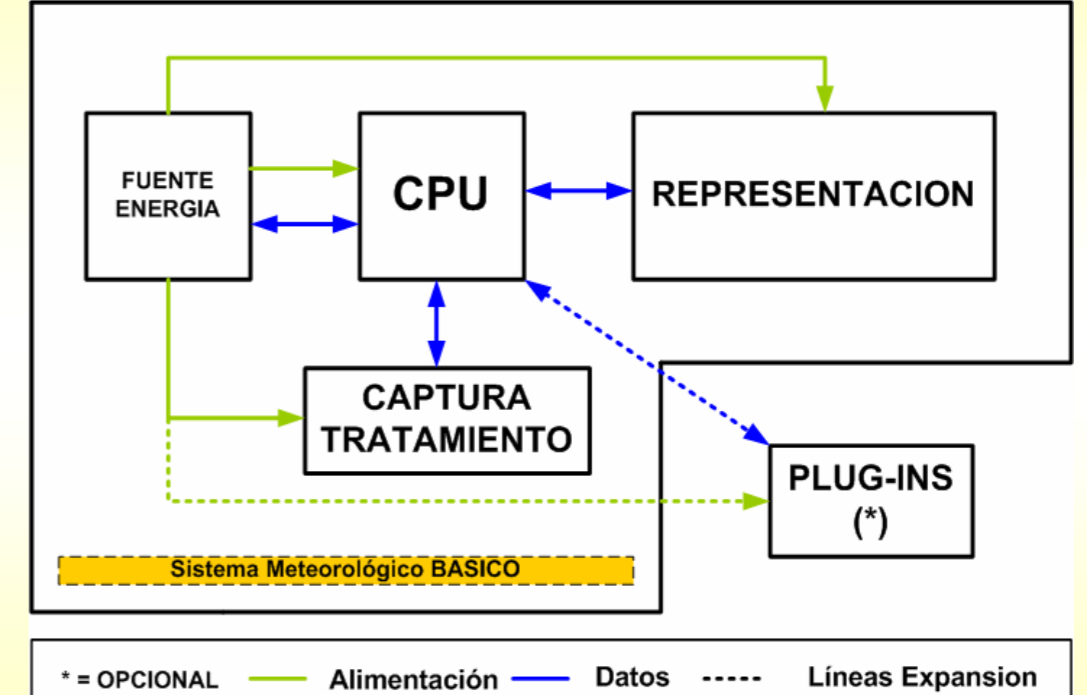 FUENTE
ENERGIA
CPU
REPRESENTACION
CAPTURA
TRATAMIENTO
PLUG-INS
(*)
Sistema Meteorológico BASICO
* = OPCIONAL Alimentación Datos Líneas Expansion